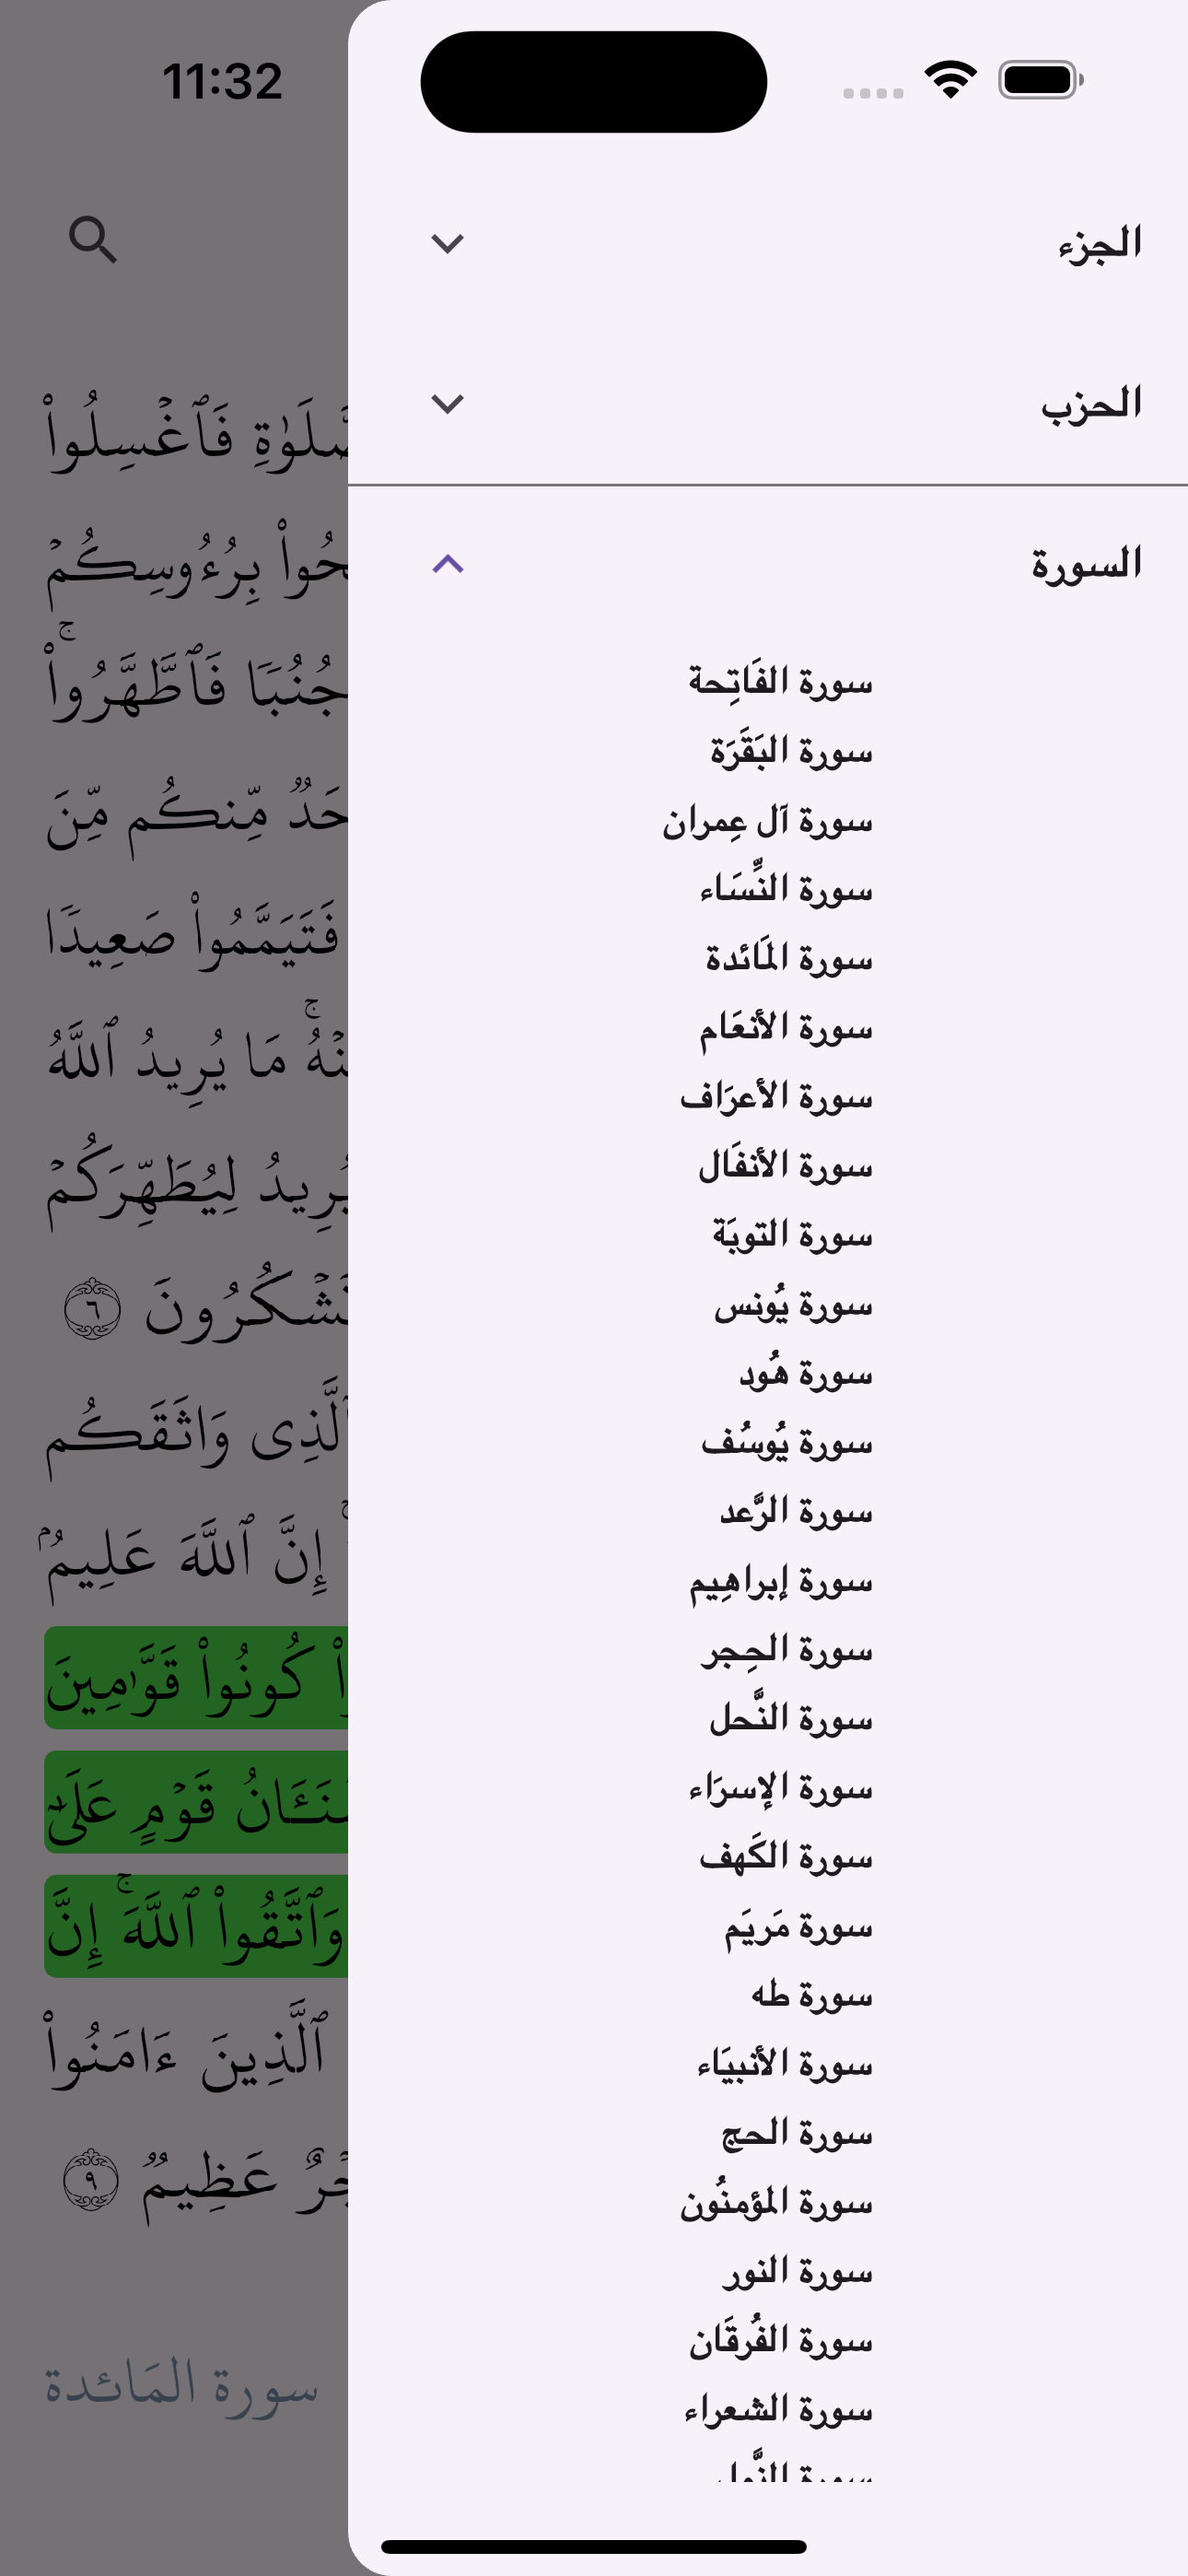 11:32
الجزء
الحزب
السورة
سورة الفَاتِحة
سورة البَقَرَة
سورة آل عِمران
سورة النِّسَاء
سورة المَائدة
سورة الأنعَام
سورة الأعرَاف
سورة الأنفَال
سورة التوبَة
سورة يُونس
سورة هُود
سورة يُوسُف
سورة الرَّعد
سورة إبراهِيم
سورة الحِجر
سورة النَّحل
سورة الإسرَاء
سورة الكَهف
سورة مَريَم
سورة طه
سورة الأنبيَاء
سورة الحج
سورة المؤمنُون
سورة النور
سورة الفُرقَان
سورة الشعراء
فَٱغۡسِلُواْ
بِرُءُوسِكُمۡ
فَٱطَّهَّرُواْۚ
مِّنكُم مِّنَ
فَتَيَمَّمُواْ صَعِيدٗا
مَا يُرِيدُ ٱللَّهُ
لِيُطَهِّرَكُمۡ
تَشۡكُرُونَ ٦
ٱلَّذِى وَاثَقَكُم
إِنَّ ٱللَّهَ عَلِيمُۢ
كُونُواْ قَوَّٰمِينَ
قَوۡمٍ عَلَىٰٓ
وَٱتَّقُواْ ٱللَّهَۚ إِنَّ
ٱلَّذِينَ ءَامَنُواْ
عَظِيمٞ ٩
سورة المَائدة